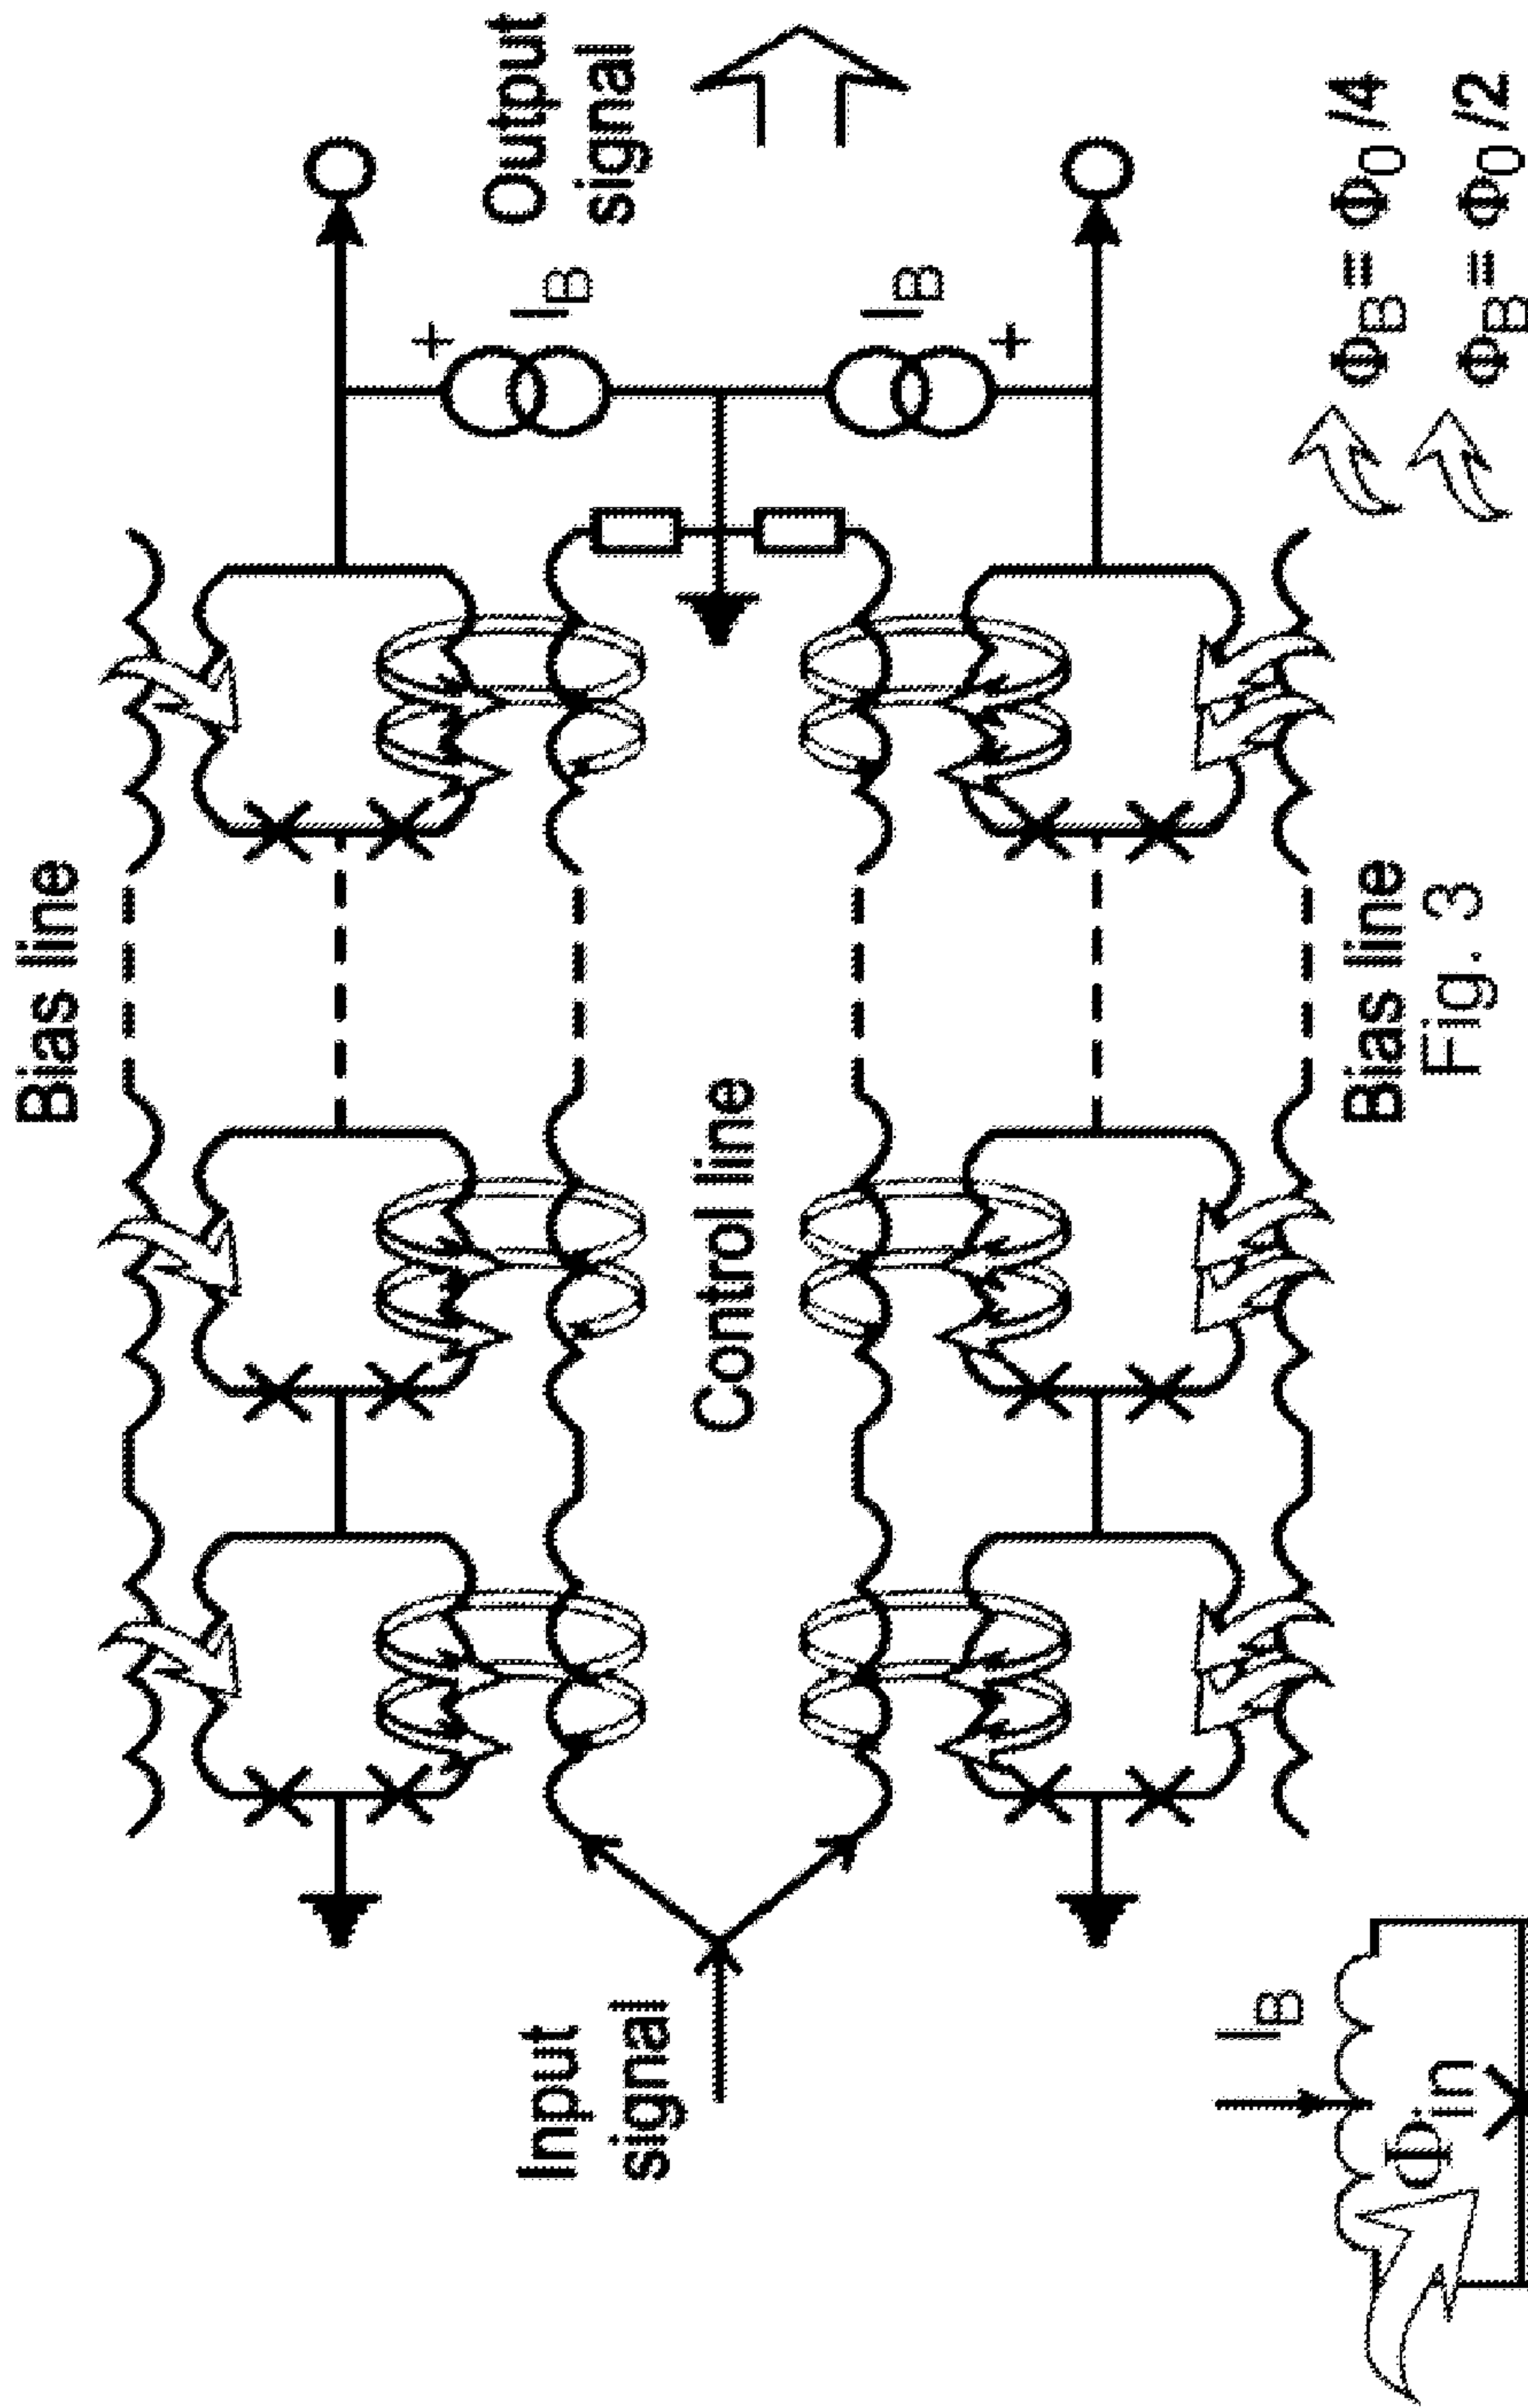 Bias line
Output
signal
+
I_B
I_B
+
Control line
Input
signal
Bias line
Fig. 3
Φ_B = Φ_0 /4
Φ_B = Φ_0 /2
I_B
Φ_in